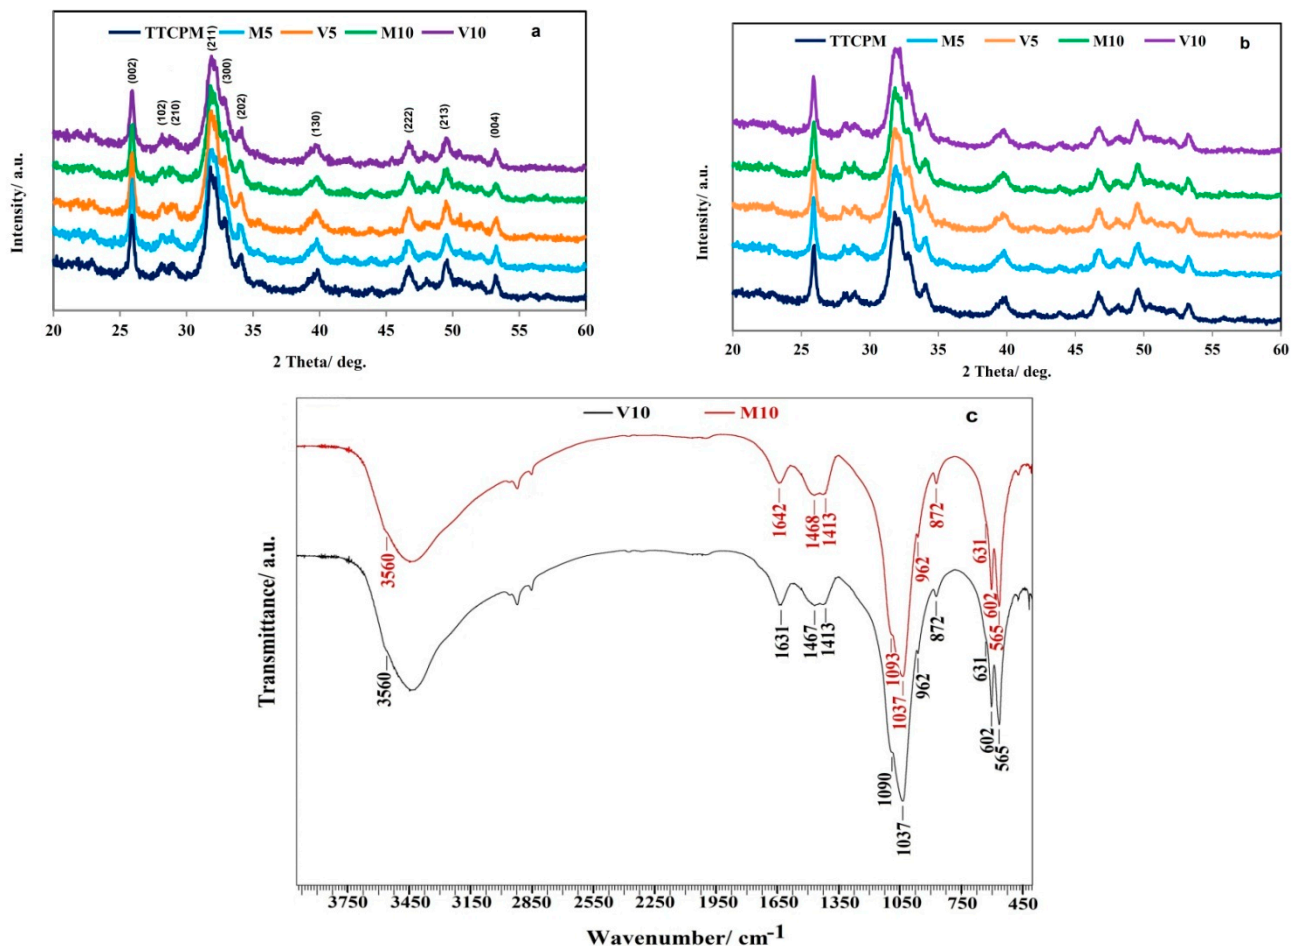 TTCPM M5 V5 M10 V10 a
(211)
(002)
(300)
(102)
(210)
(202)
(130)
(222)
(213)
(004)
Intensity/ a.u.
20 25 30 35 40 45 50 55 60
2 Theta/ deg.
TTCPM M5 V5 M10 V10 b
Intensity/ a.u.
20 25 30 35 40 45 50 55 60
2 Theta/ deg.
V10 M10 c
Transmittance/ a.u.
3560
1642
1468
1413
1093
1037
962
872
631
602
565
3560
1631
1467
1413
1090
1037
962
872
631
602
565
3750 3450 3150 2850 2550 2250 1950 1650 1350 1050 750 450
Wavenumber/ cm-1